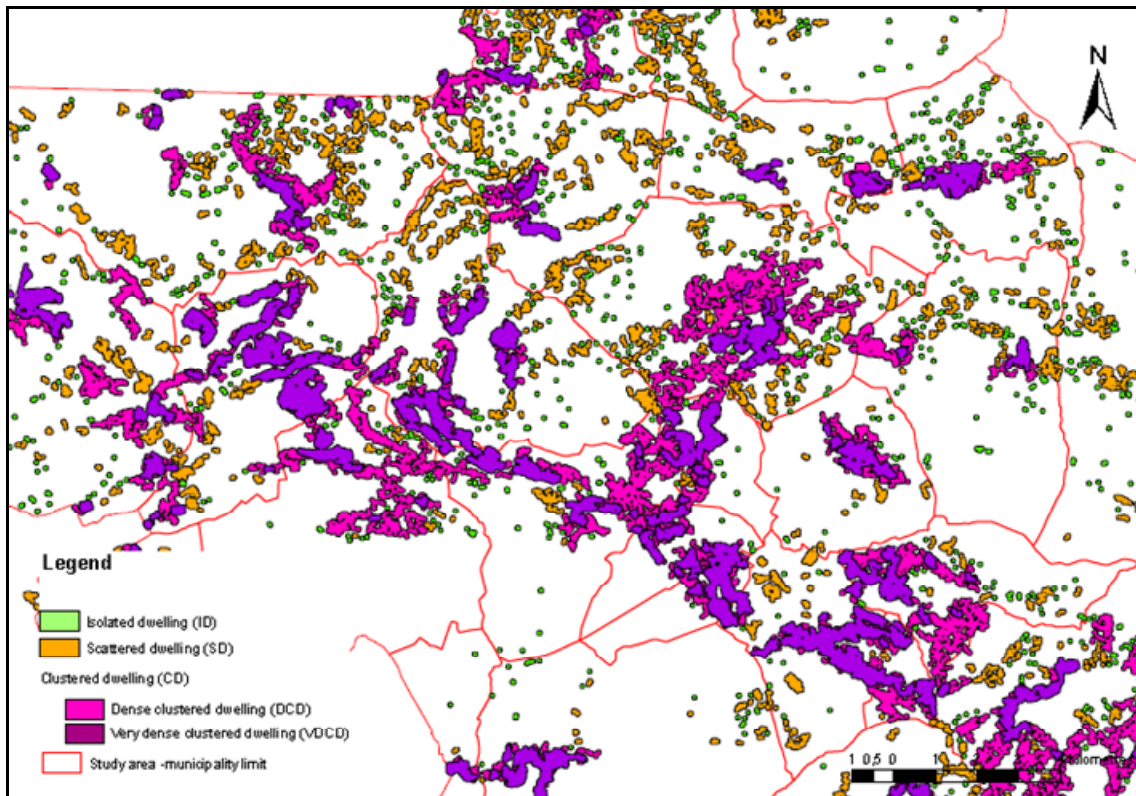 N
Legend
Isolated dwelling (ID)
Scattered dwelling (SD)
Clustered dwelling (CD)
Dense clustered dwelling (DCD)
Very dense clustered dwelling (VDCD)
Study area -municipality limit
1 0,5 0 1